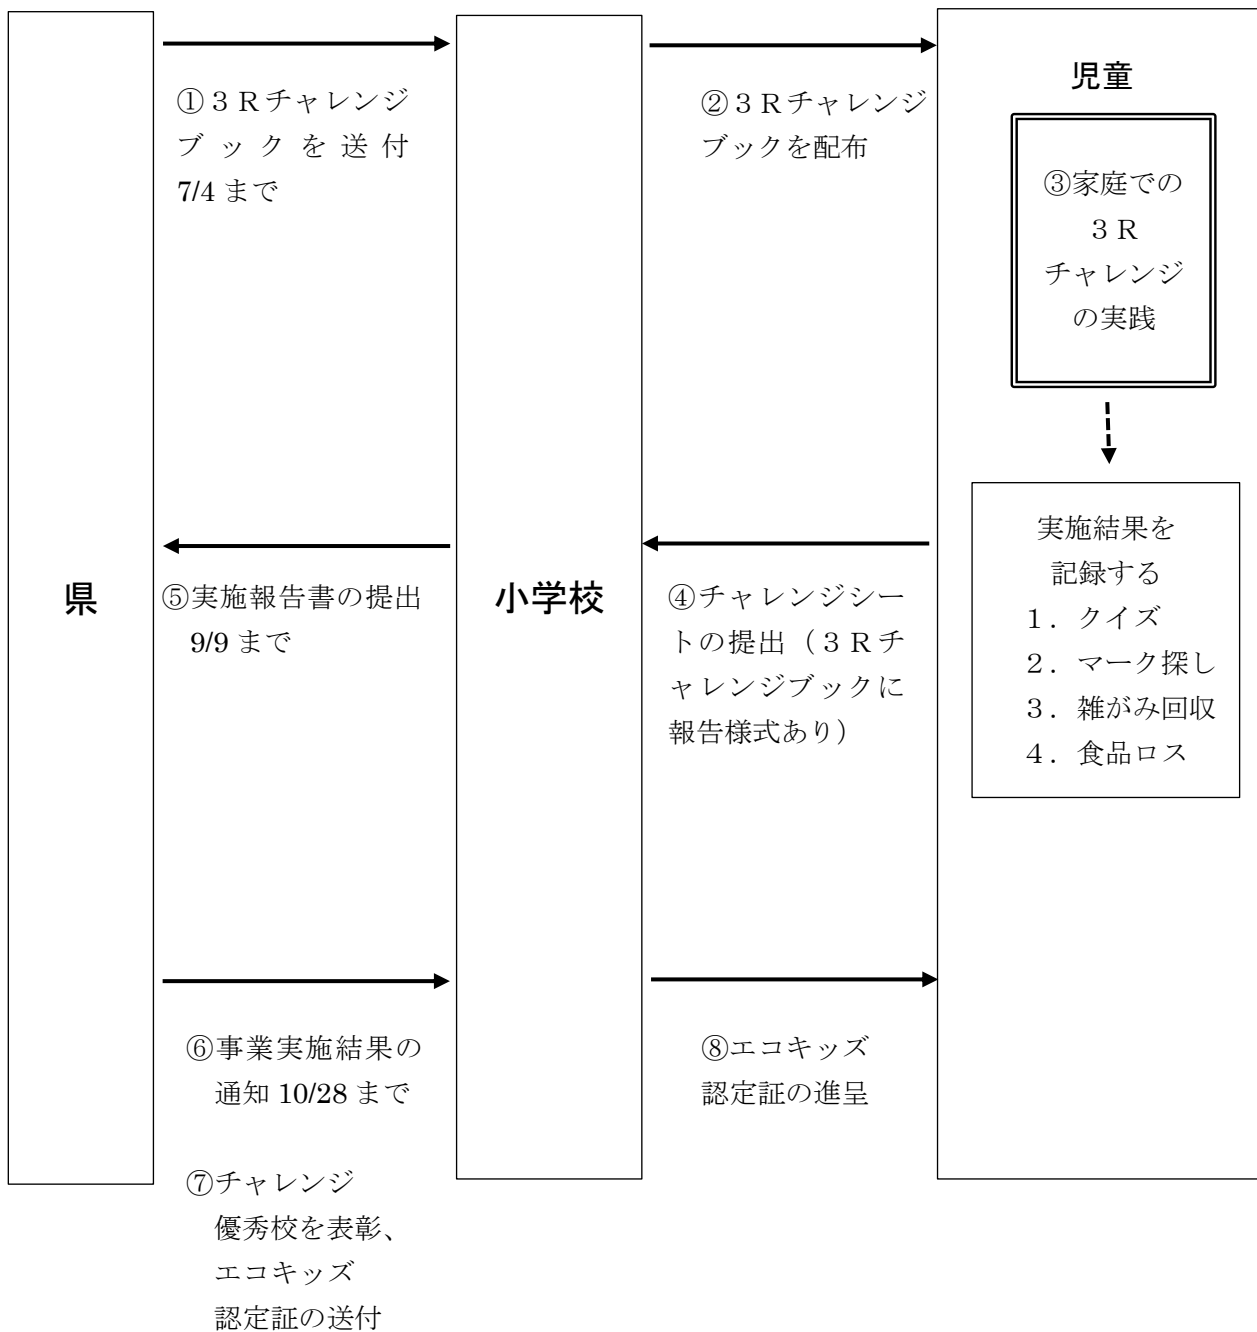 ①３Ｒチャレンジ
ブックを送付
7/4 まで
②３Ｒチャレンジ
ブックを配布
児童
③家庭での
３Ｒ
チャレンジ
の実践
県
⑤実施報告書の提出
9/9 まで
小学校
④チャレンジシー
トの提出（３Ｒチ
ャレンジブックに
報告様式あり）
実施結果を
記録する
１．クイズ
２．マーク探し
３．雑がみ回収
４．食品ロス
⑥事業実施結果の
通知 10/28 まで
⑦チャレンジ
優秀校を表彰、
エコキッズ
認定証の送付
⑧エコキッズ
認定証の進呈